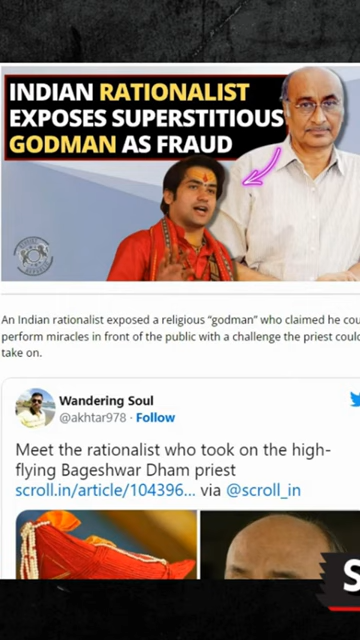 INDIAN RATIONALIST
EXPOSES SUPERSTITIOUS
GODMAN AS FRAUD
An Indian rationalist exposed a religious “godman” who claimed he cou
perform miracles in front of the public with a challenge the priest could
take on.
Wandering Soul
@akhtar978 · Follow
Meet the rationalist who took on the high-
flying Bageshwar Dham priest
scroll.in/article/104396... via @scroll_in
S